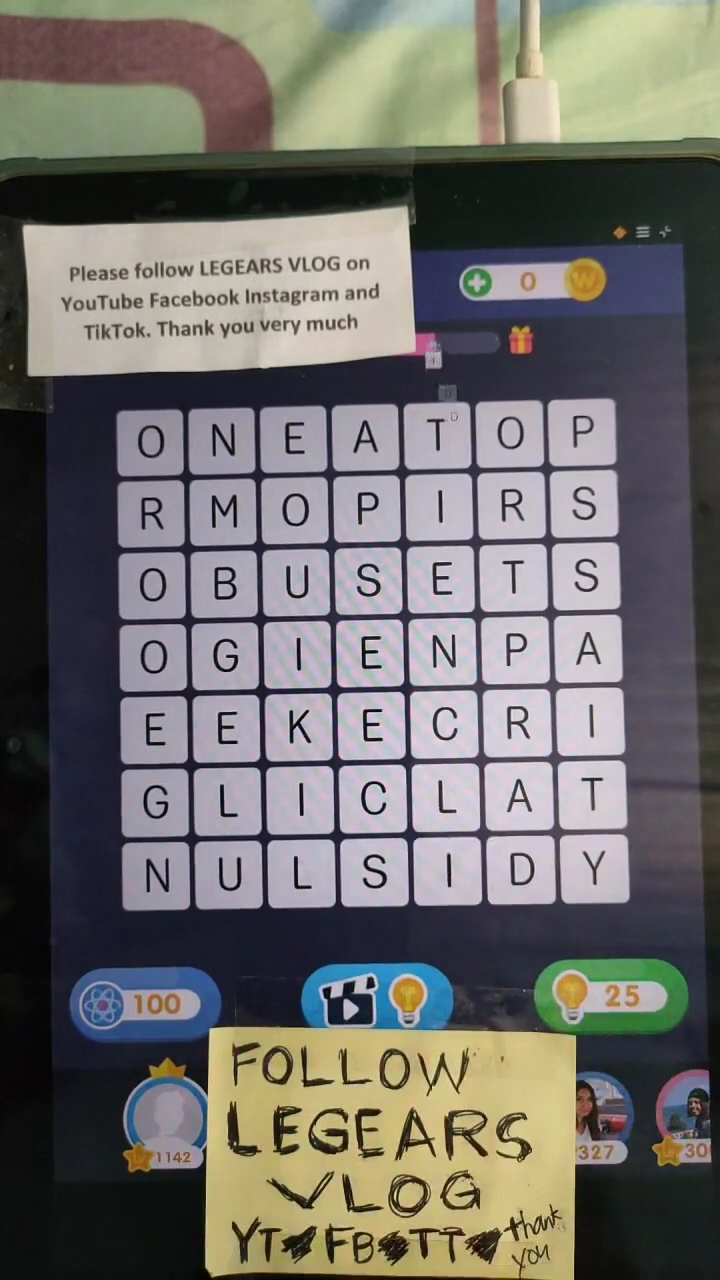 Please follow LEGEARS VLOG on
YouTube Facebook Instagram and
TikTok. Thank you very much
0
W
O N E A T O P
R M O P I R S
O B U S E T S
O G I E N P A
E E K E C R I
G L I C L A T
N U L S I D Y
100
25
1142
327
30
FOLLOW
LEGEARS
VLOG
YT FB TT thank
you